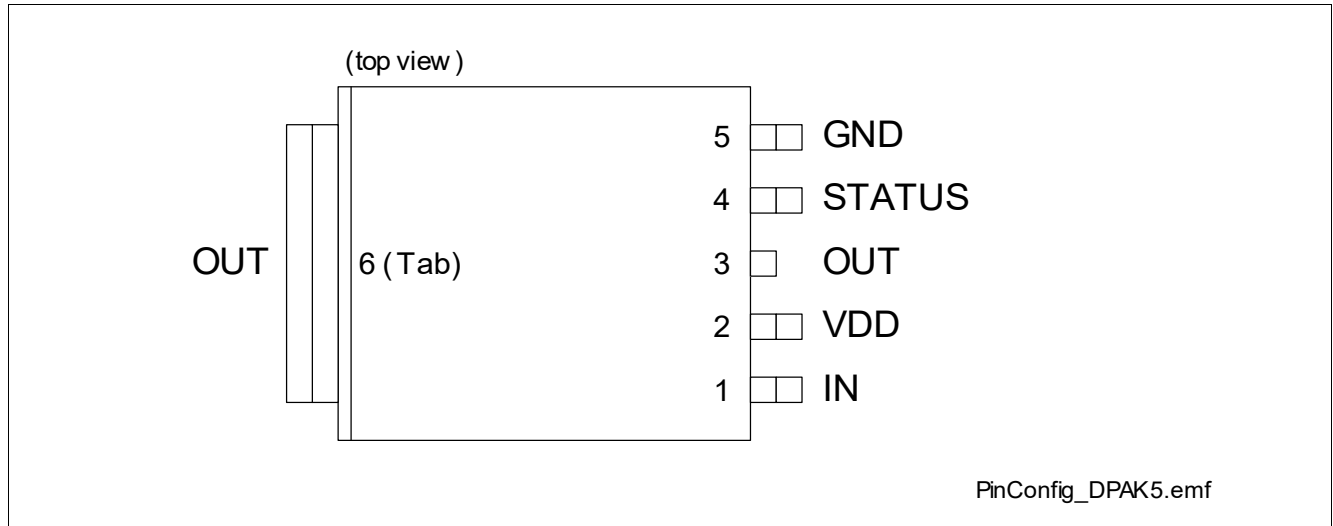 (top view)
5 GND
4 STATUS
OUT 6 (Tab) 3 OUT
2 VDD
1 IN
PinConfig_DPAK5.emf